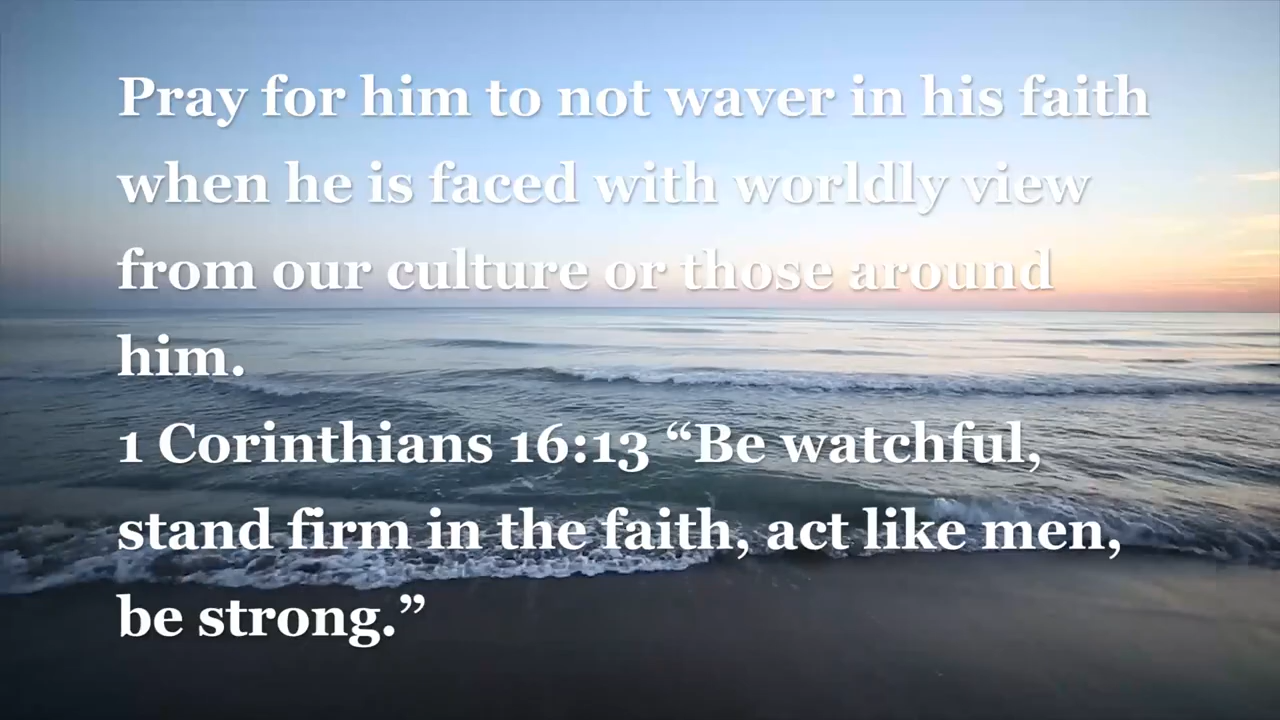 Pray for him to not waver in his faith
when he is faced with worldly view
from our culture or those around
him.
1 Corinthians 16:13 “Be watchful,
stand firm in the faith, act like men,
be strong.”